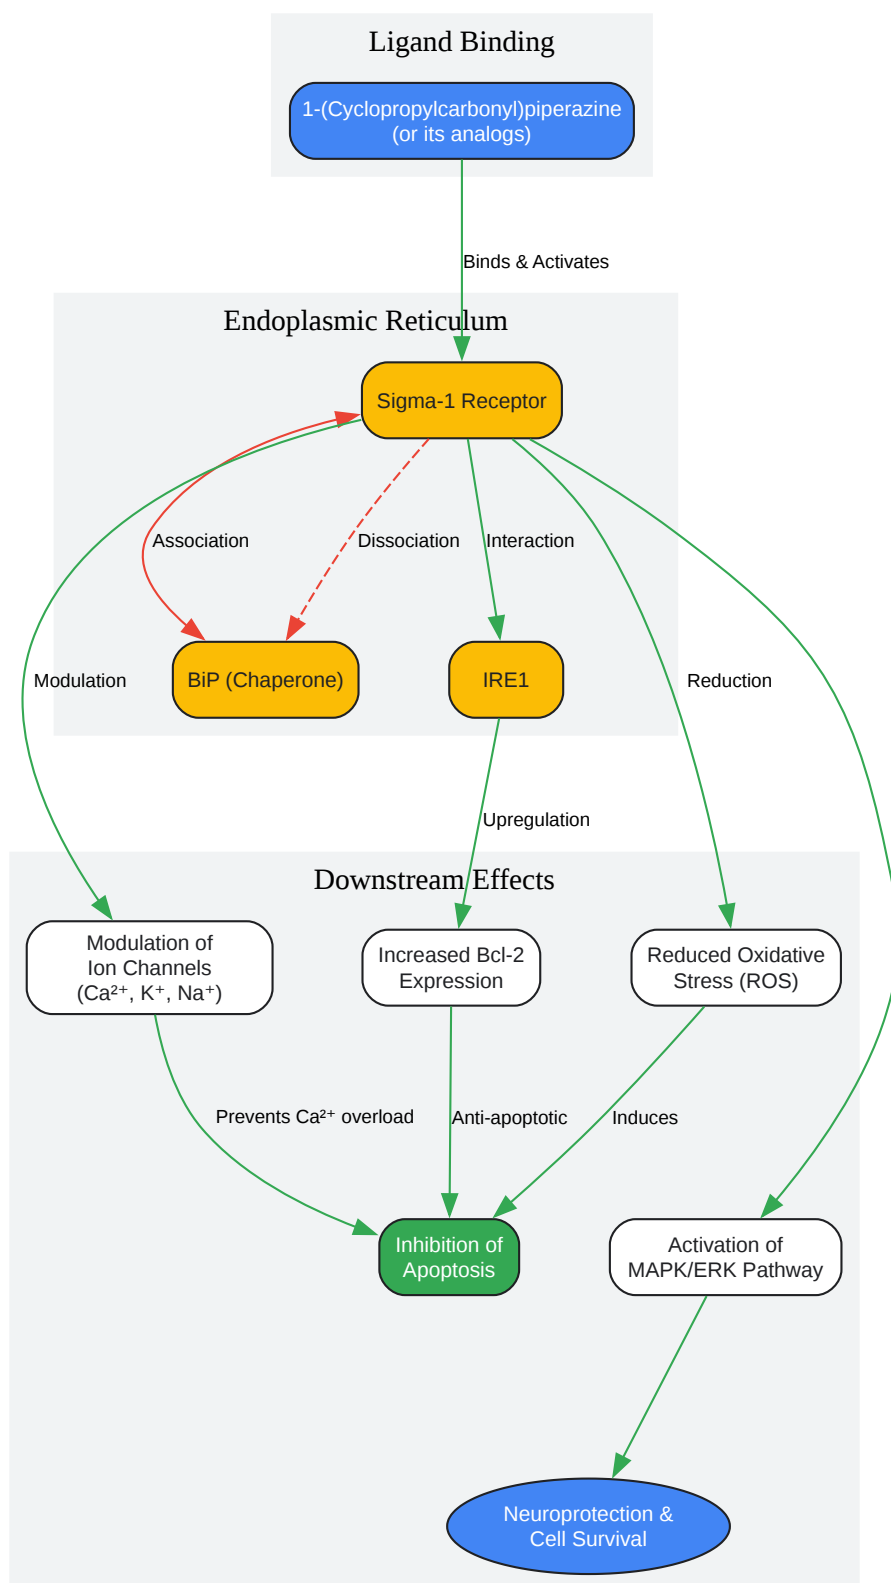 Ligand Binding
1-(Cyclopropylcarbonyl)piperazine
(or its analogs)
Binds & Activates
Endoplasmic Reticulum
Sigma-1 Receptor
Association
Dissociation
Interaction
Modulation
BiP (Chaperone)
IRE1
Reduction
Upregulation
Downstream Effects
Modulation of
Ion Channels
(Ca²⁺, K⁺, Na⁺)
Increased Bcl-2
Expression
Reduced Oxidative
Stress (ROS)
Prevents Ca²⁺ overload
Anti-apoptotic
Induces
Inhibition of
Apoptosis
Activation of
MAPK/ERK Pathway
Neuroprotection &
Cell Survival